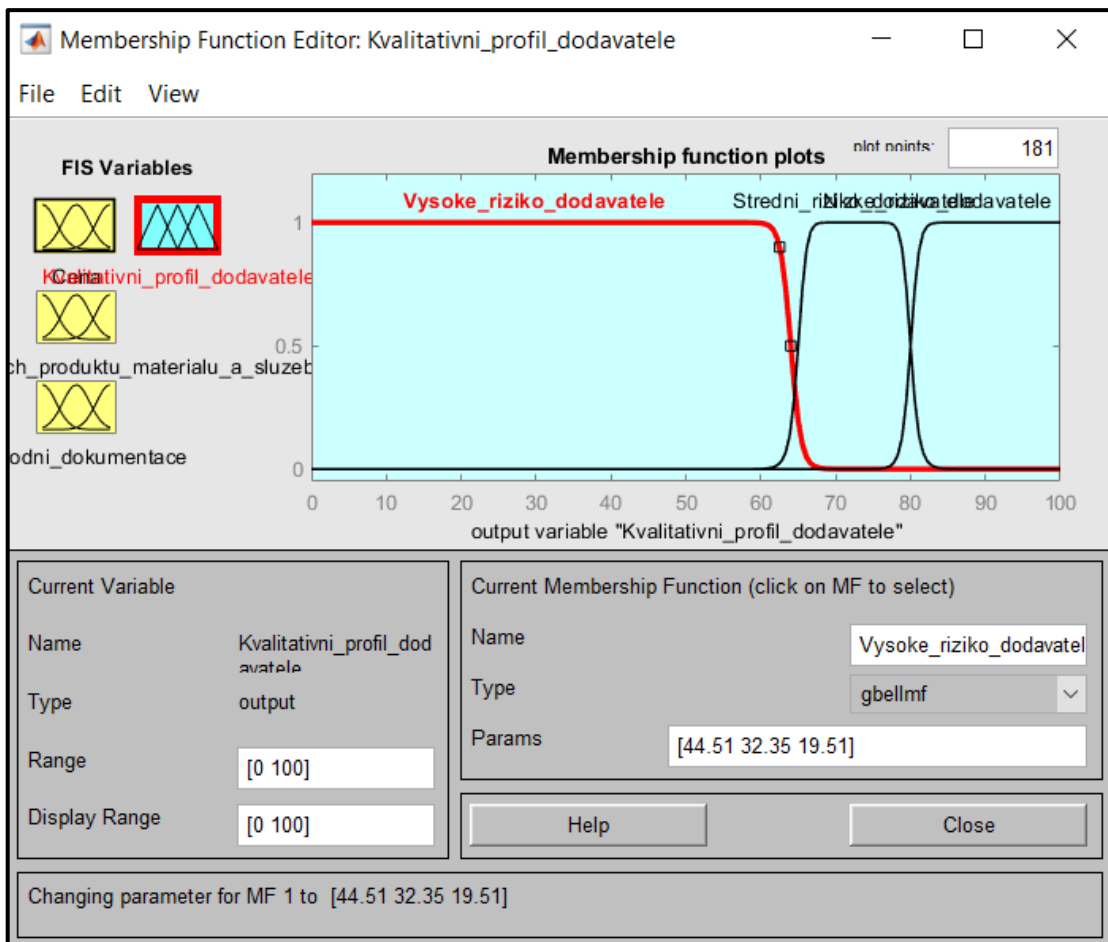 Membership Function Editor: Kvalitativni_profil_dodavatele
File Edit View
FIS Variables
Membership function plots
plot points:
181
Vysoke_riziko_dodavatele
Cena
Kvalitativni_profil_dodavatele
ch_produktu_materialu_a_sluzeb
odni_dokumentace
1
0.5
0
0 10 20 30 40 50 60 70 80 90 100
output variable "Kvalitativni_profil_dodavatele"
Current Variable
Name
Kvalitativni_profil_dod
avatele
Type
output
Range
[0 100]
Display Range
[0 100]
Current Membership Function (click on MF to select)
Name
Vysoke_riziko_dodavatel
Type
gbellmf
Params
[44.51 32.35 19.51]
Help
Close
Changing parameter for MF 1 to [44.51 32.35 19.51]